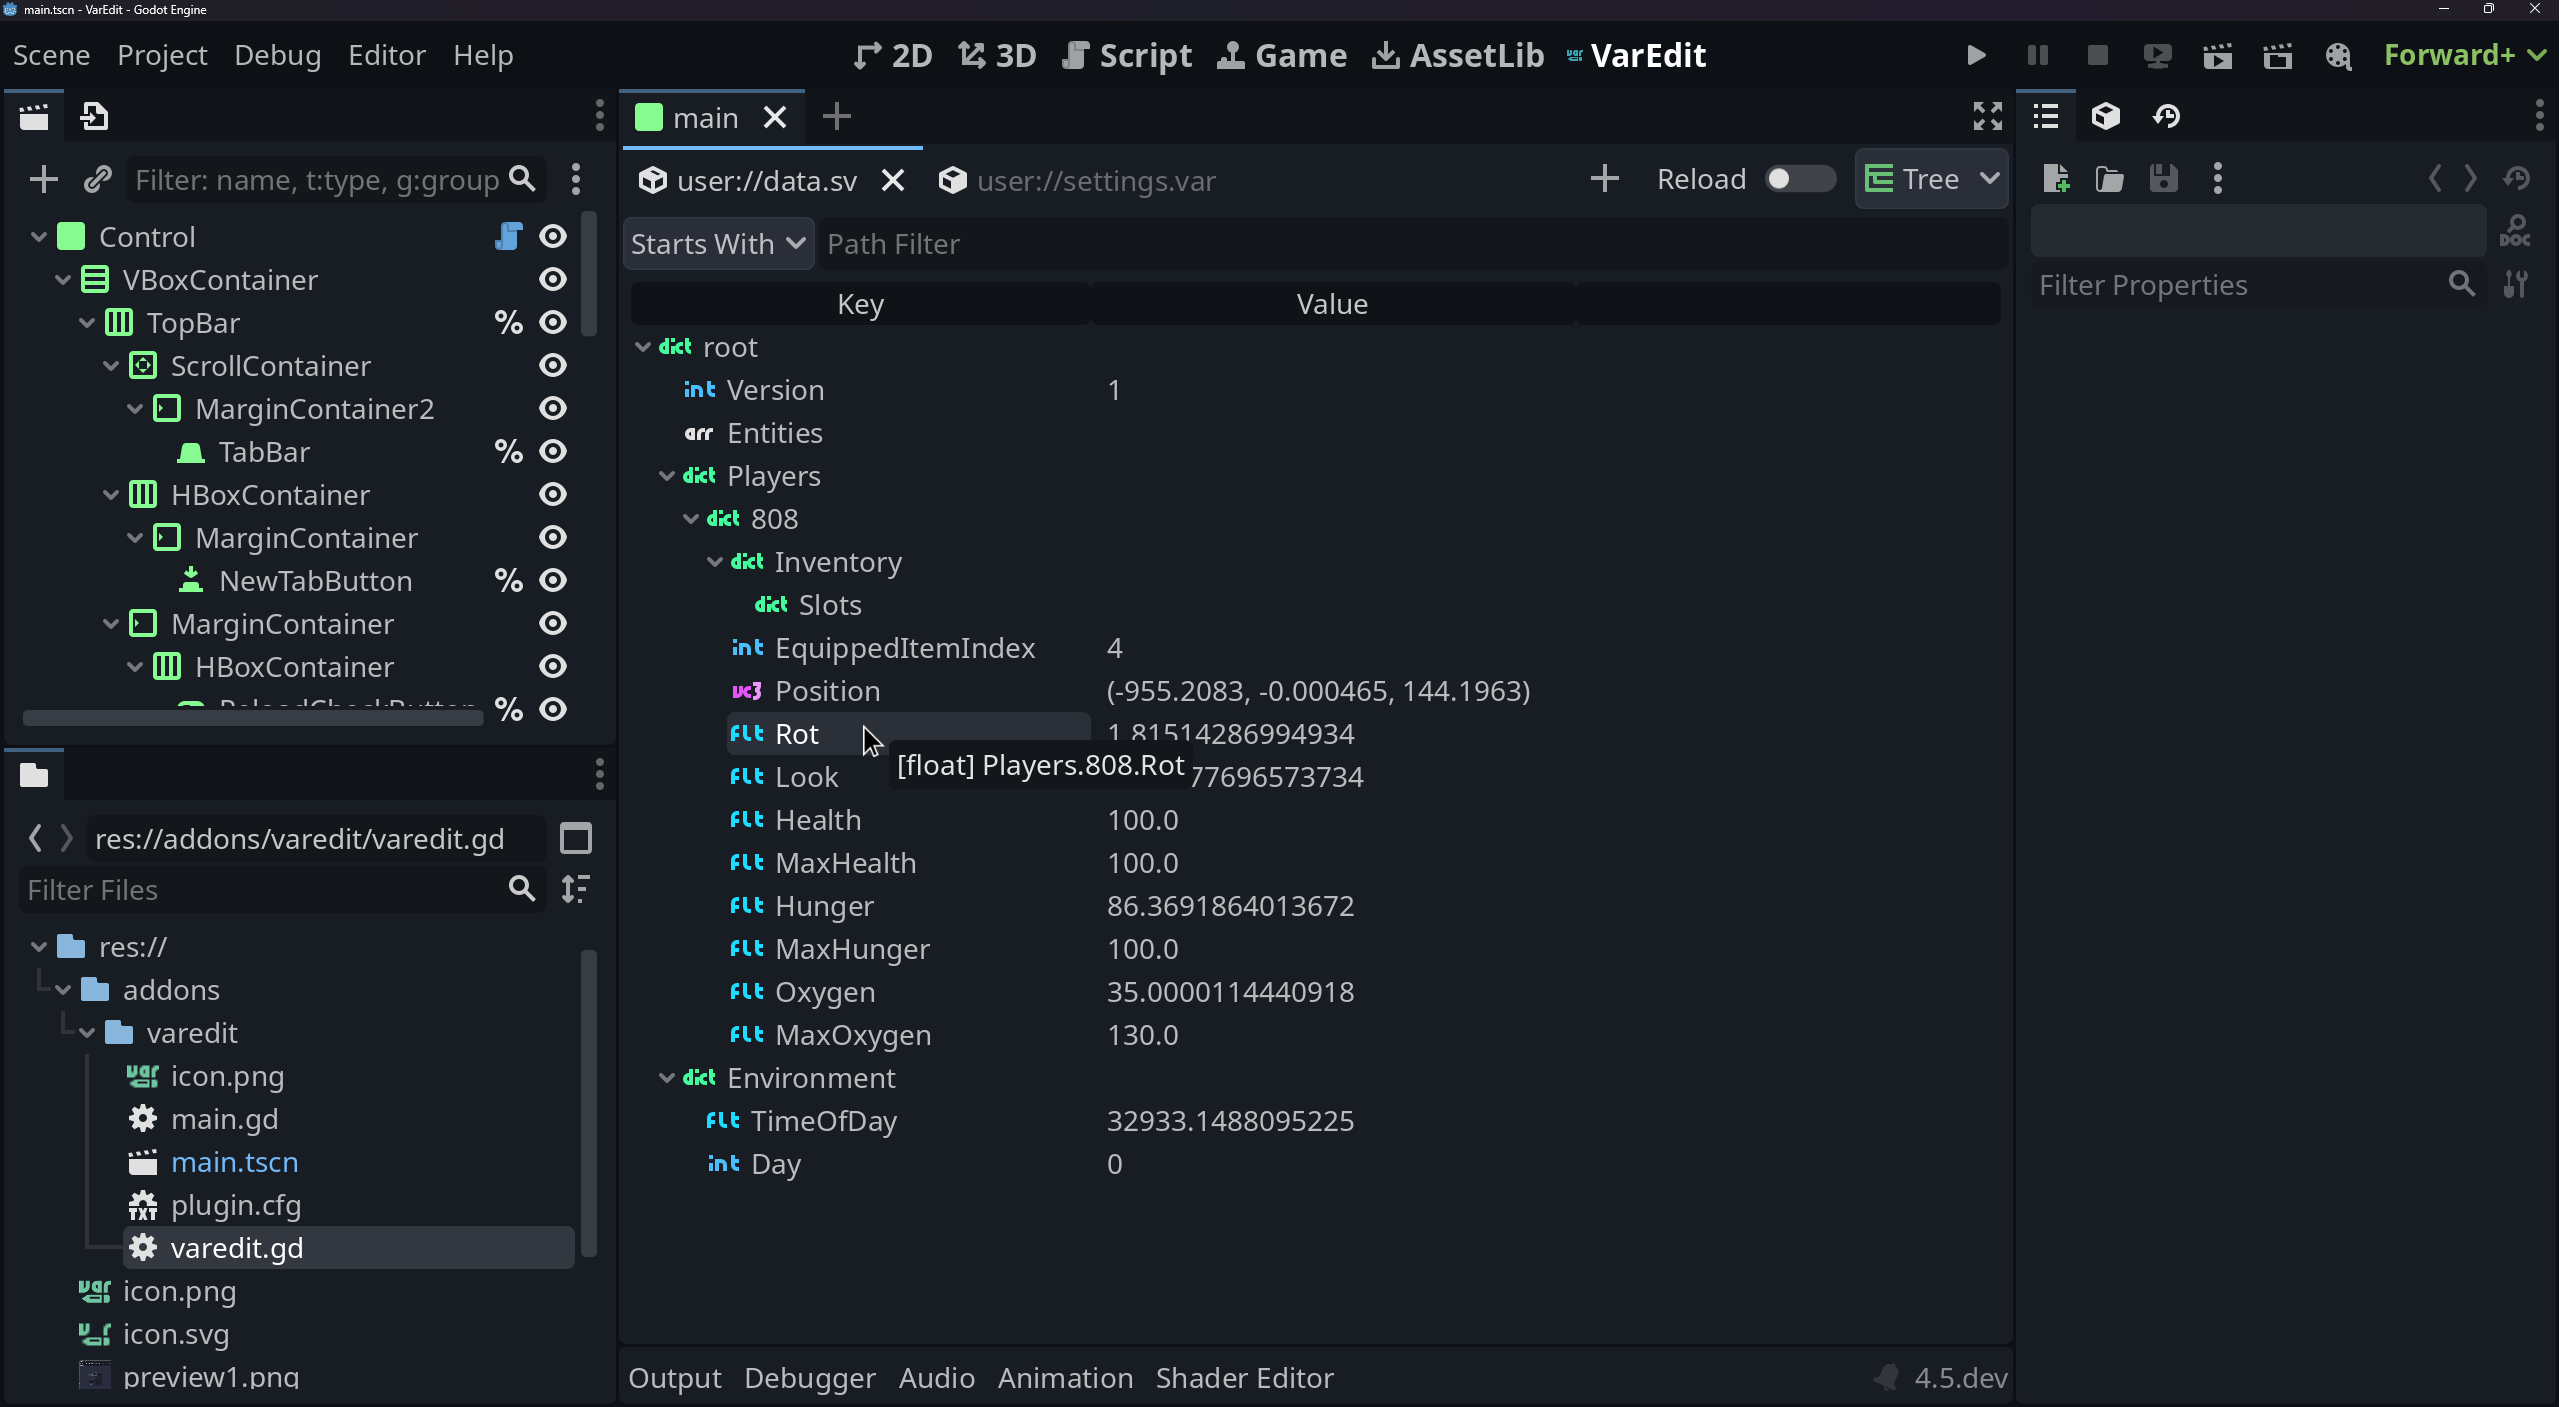 main.tscn - VarEdit - Godot Engine
Scene Project Debug Editor Help
2D 3D Script Game AssetLib VarEdit
Forward+
Filter: name, t:type, g:group
Control
VBoxContainer
TopBar %
ScrollContainer
MarginContainer2
TabBar %
HBoxContainer
MarginContainer
NewTabButton %
MarginContainer
HBoxContainer
ReloadCheckButton %
res://addons/varedit/varedit.gd
Filter Files
res://
addons
varedit
icon.png
main.gd
main.tscn
TXT plugin.cfg
varedit.gd
icon.png
icon.svg
preview1.png
main
user://data.sv user://settings.var Reload Tree
Starts With Path Filter
Key Value
dict root
int Version 1
arr Entities
dict Players
dict 808
dict Inventory
dict Slots
int EquippedItemIndex 4
vc3 Position (-955.2083, -0.000465, 144.1963)
FLt Rot 1.81514286994934
[float] Players.808.Rot
FLt Look 77696573734
FLt Health 100.0
FLt MaxHealth 100.0
FLt Hunger 86.3691864013672
FLt MaxHunger 100.0
FLt Oxygen 35.0000114440918
FLt MaxOxygen 130.0
dict Environment
FLt TimeOfDay 32933.1488095225
int Day 0
Output Debugger Audio Animation Shader Editor 4.5.dev
DOC
Filter Properties